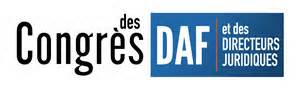 Congrès des
DAF et des
DIRECTEURS
JURIDIQUES